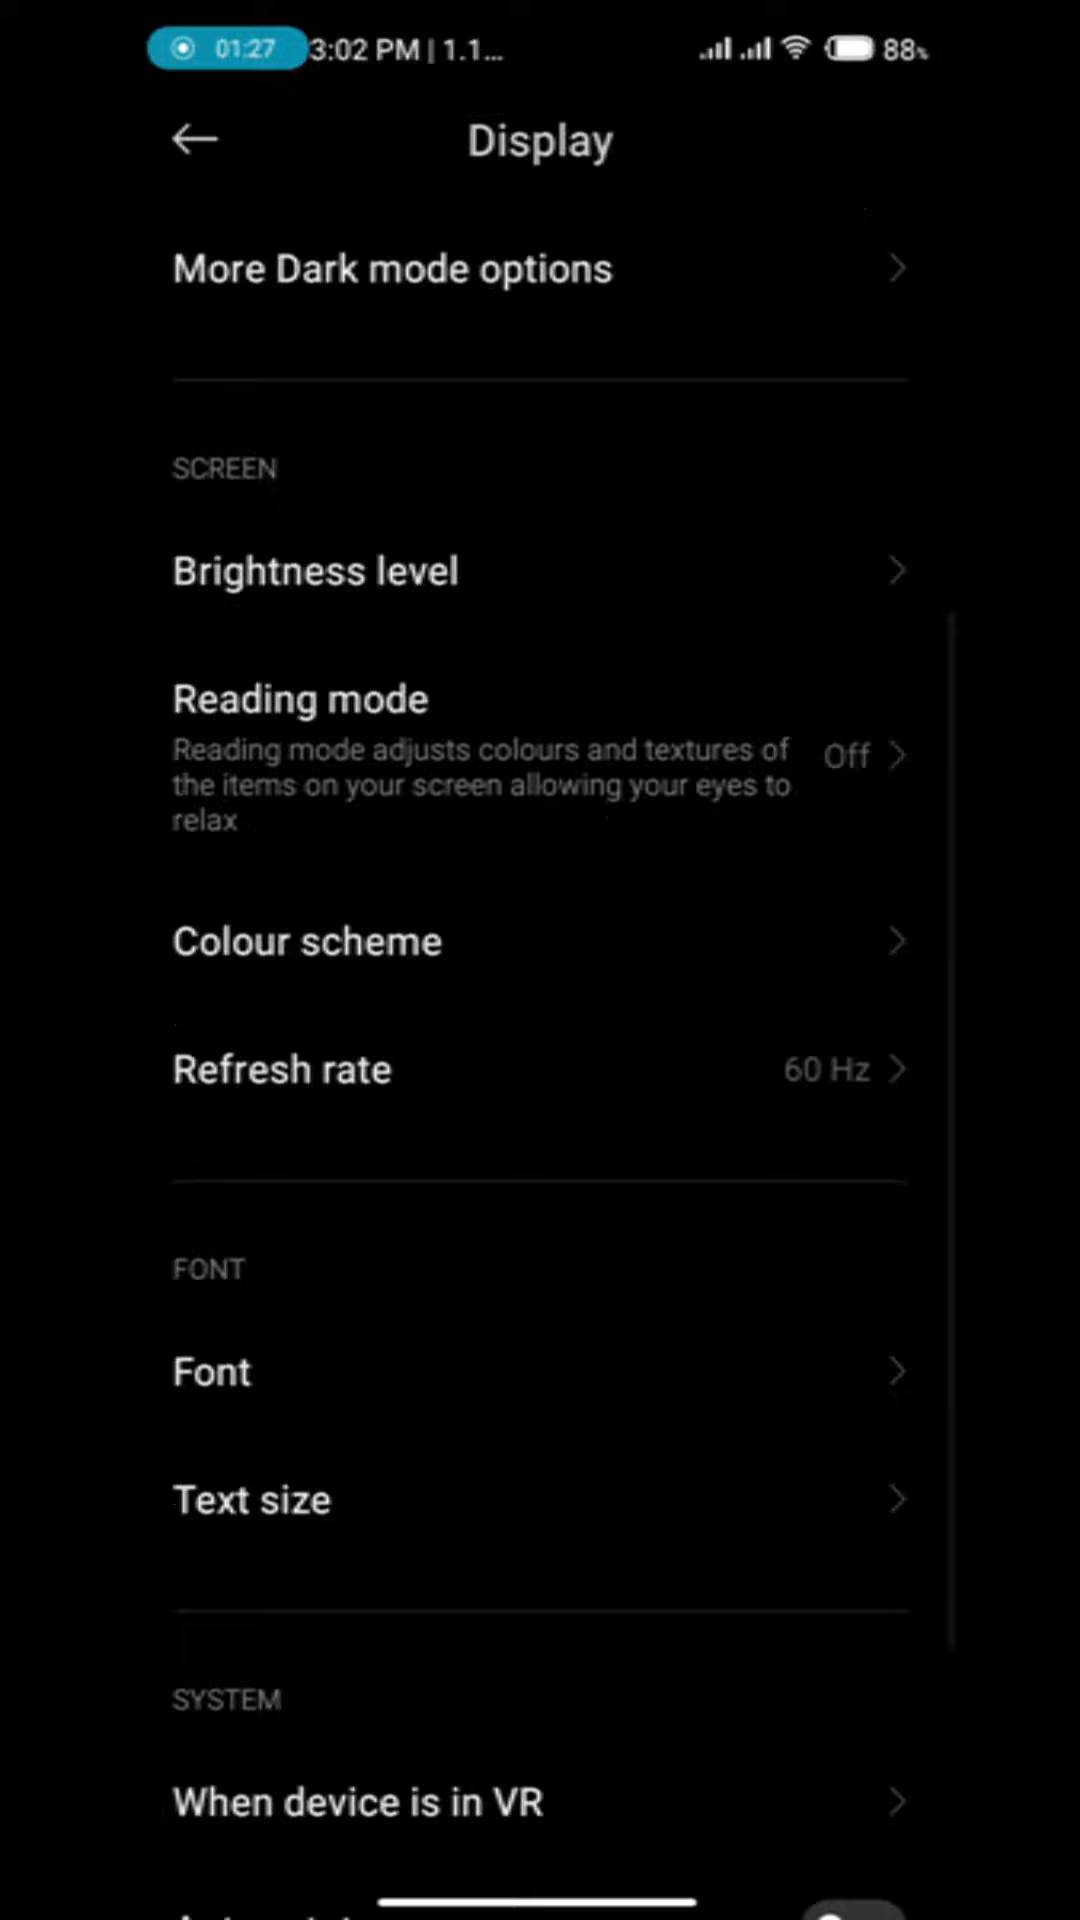 01:27 3:02 PM | 1.1... 88%
Display
More Dark mode options
SCREEN
Brightness level
Reading mode
Reading mode adjusts colours and textures of
the items on your screen allowing your eyes to
relax
Off
Colour scheme
Refresh rate 60 Hz
FONT
Font
Text size
SYSTEM
When device is in VR